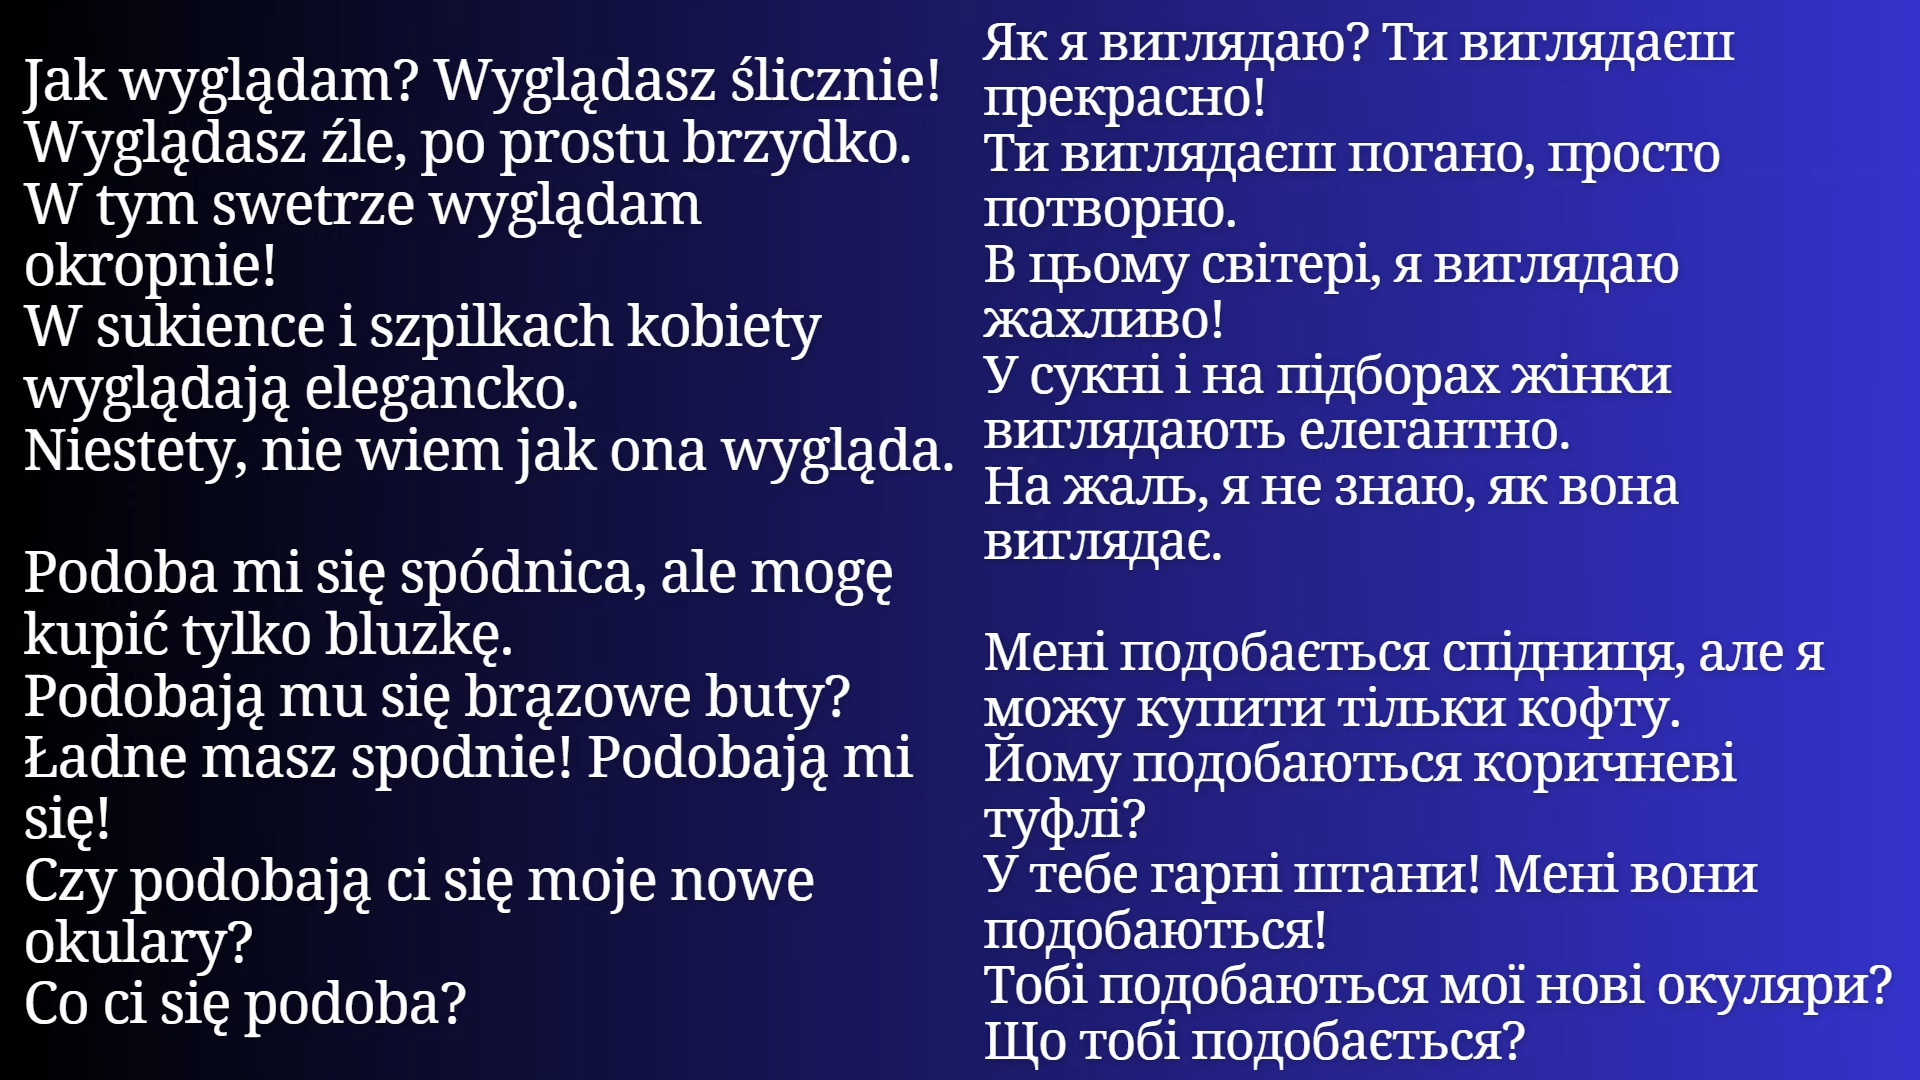 Jak wyglądam? Wyglądasz ślicznie!
Wyglądasz źle, po prostu brzydko.
W tym swetrze wyglądam
okropnie!
W sukience i szpilkach kobiety
wyglądają elegancko.
Niestety, nie wiem jak ona wygląda.
Podoba mi się spódnica, ale mogę
kupić tylko bluzkę.
Podobają mu się brązowe buty?
Ładne masz spodnie! Podobają mi
się!
Czy podobają ci się moje nowe
okulary?
Co ci się podoba?
Як я виглядаю? Ти виглядаєш
прекрасно!
Ти виглядаєш погано, просто
потворно.
В цьому світері, я виглядаю
жахливо!
У сукні і на підборах жінки
виглядають елегантно.
На жаль, я не знаю, як вона
виглядає.
Мені подобається спідниця, але я
можу купити тільки кофту.
Йому подобаються коричневі
туфлі?
У тебе гарні штани! Мені вони
подобаються!
Тобі подобаються мої нові окуляри?
Що тобі подобається?